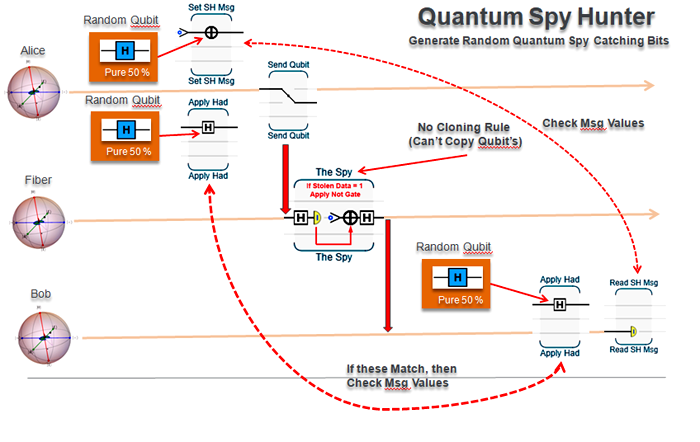 Quantum Spy Hunter
Generate Random Quantum Spy Catching Bits
Alice
Random Qubit
H
Pure 50 %
Set SH Msg
Set SH Msg
Random Qubit
H
Pure 50 %
Apply Had
H
Apply Had
Send Qubit
Send Qubit
Check Msg Values
No Cloning Rule
(Can't Copy Qubit's)
Fiber
The Spy
If Stolen Data = 1
Apply Not Gate
H
H
The Spy
Random Qubit
H
Pure 50 %
Bob
Apply Had
H
Apply Had
Read SH Msg
Read SH Msg
If these Match, then
Check Msg Values